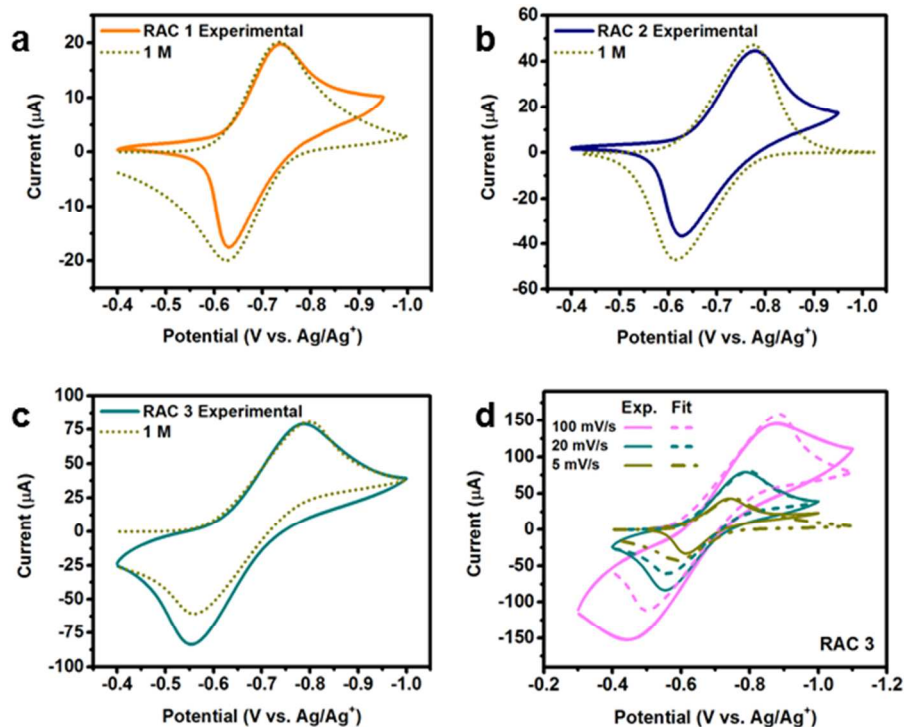 a
RAC 1 Experimental
1 M
20
10
0
-10
-20
Current (μA)
-0.4 -0.5 -0.6 -0.7 -0.8 -0.9 -1.0
Potential (V vs. Ag/Ag⁺)
b
RAC 2 Experimental
1 M
60
40
20
0
-20
-40
-60
Current (μA)
-0.4 -0.5 -0.6 -0.7 -0.8 -0.9 -1.0
Potential (V vs. Ag/Ag⁺)
c
RAC 3 Experimental
1 M
100
75
50
25
0
-25
-50
-75
-100
Current (μA)
-0.4 -0.5 -0.6 -0.7 -0.8 -0.9 -1.0
Potential (V vs. Ag/Ag⁺)
d
Exp. Fit
100 mV/s
20 mV/s
5 mV/s
150
100
50
0
-50
-100
-150
Current (μA)
RAC 3
-0.2 -0.4 -0.6 -0.8 -1.0 -1.2
Potential (V vs. Ag/Ag⁺)